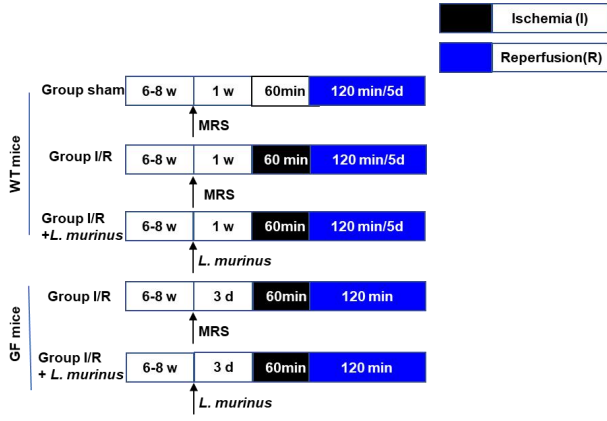 Ischemia (I)
Reperfusion(R)
WT mice
Group sham 6-8 w 1 w 60min 120 min/5d
MRS
Group I/R 6-8 w 1 w 60 min 120 min/5d
MRS
Group I/R
+L. murinus 6-8 w 1 w 60min 120 min/5d
L. murinus
GF mice
Group I/R 6-8 w 3 d 60min 120 min
MRS
Group I/R
+ L. murinus 6-8 w 3 d 60min 120 min
L. murinus